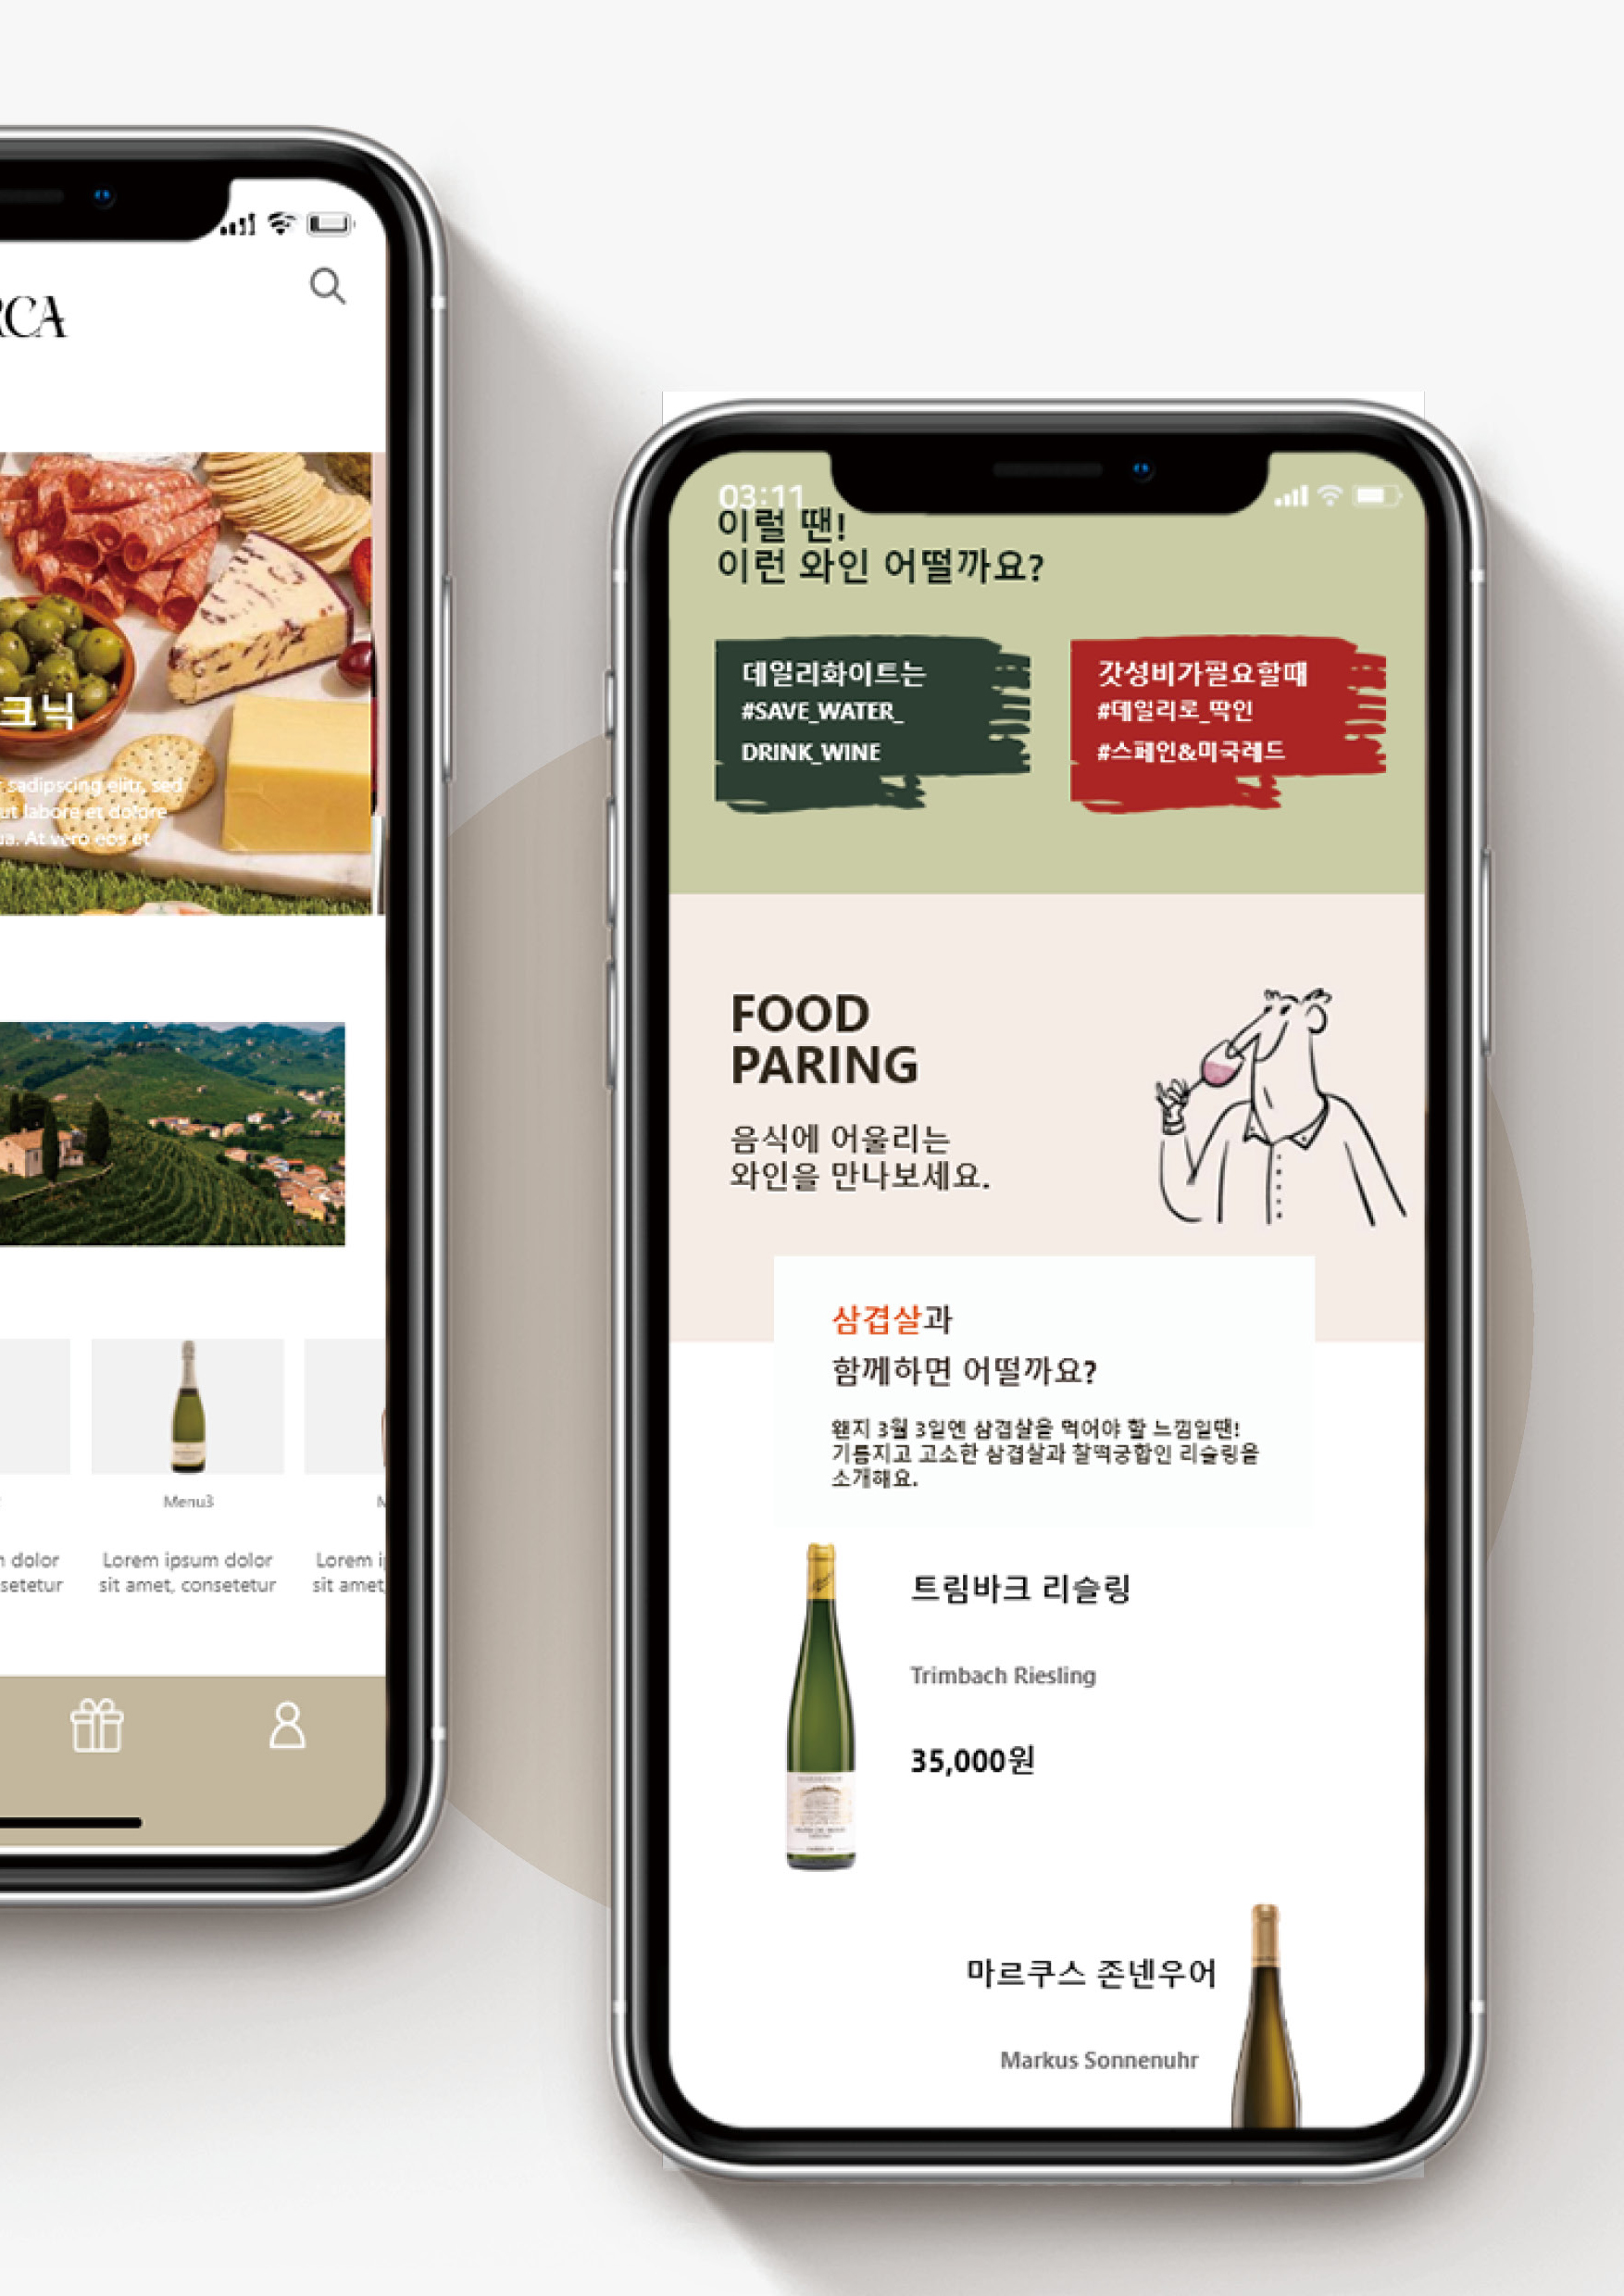 RCA
크닉
sadipscing elitr, sed
ut labore et dolore
ua. At vero eos et
Menu3
dolor
setetur
Lorem ipsum dolor
sit amet, consetetur
Lorem i
sit amet,
03:11
이럴 땐!
이런 와인 어떨까요?
데일리화이트는
#SAVE_WATER_
DRINK_WINE
갓성비가필요할때
#데일리로_딱인
#스페인&미국레드
FOOD
PARING
음식에 어울리는
와인을 만나보세요.
삼겹살과
함께하면 어떨까요?
왠지 3월 3일엔 삼겹살을 먹어야 할 느낌일땐!
기름지고 고소한 삼겹살과 찰떡궁합인 리슬링을
소개해요.
트림바크 리슬링
Trimbach Riesling
35,000원
마르쿠스 존넨우어
Markus Sonnenuhr